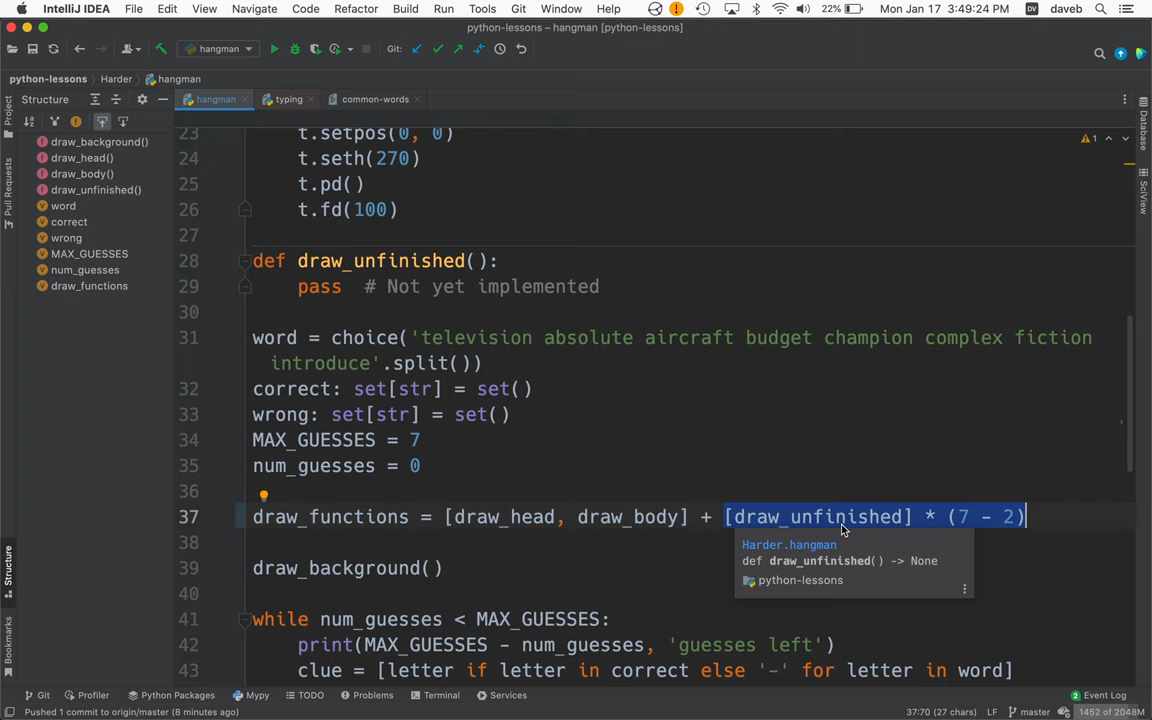 IntelliJ IDEA File Edit View Navigate Code Refactor Build Run Tools Git Window Help 22% Mon Jan 17 3:49:24 PM daveb
python-lessons – hangman [python-lessons]
hangman Git:
python-lessons Harder hangman
Structure hangman typing common-words
draw_background()
draw_head()
draw_body()
draw_unfinished()
word
correct
wrong
MAX_GUESSES
num_guesses
draw_functions
23 t.setpos(0, 0)
24 t.seth(270)
25 t.pd()
26 t.fd(100)
27
28 def draw_unfinished():
29 pass # Not yet implemented
30
31 word = choice('television absolute aircraft budget champion complex fiction
introduce'.split())
32 correct: set[str] = set()
33 wrong: set[str] = set()
34 MAX_GUESSES = 7
35 num_guesses = 0
36
37 draw_functions = [draw_head, draw_body] + [draw_unfinished] * (7 - 2)
38
Harder.hangman
def draw_unfinished() -> None
python-lessons
39 draw_background()
40
41 while num_guesses < MAX_GUESSES:
42 print(MAX_GUESSES - num_guesses, 'guesses left')
43 clue = [letter if letter in correct else '-' for letter in word]
Project
Pull Requests
Structure
Bookmarks
Database
SciView
1
Git Profiler Python Packages Mypy TODO Problems Terminal Services 2 Event Log
Pushed 1 commit to origin/master (8 minutes ago) 37:70 (27 chars) LF master 1452 of 2048M